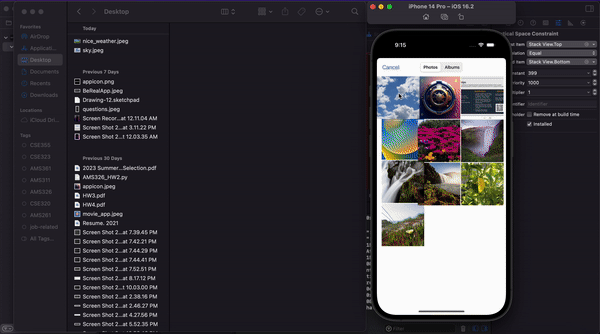 Desktop
Favorites
AirDrop
Applicati...
Desktop
Documents
Recents
Downloads
Locations
iCloud Driv...
Tags
CSE355
AMS361
AMS311
AMS326
CSE320
AMS261
job-related
All Tags...
Today
nice_weather.jpeg
sky.jpeg
Previous 7 Days
appicon.png
BeRealApp.jpeg
Drawing-12.sketchpad
questions.jpeg
Screen Recor...at 12.11.04 AM
Screen Shot 2...t 3.11.22 PM
Screen Shot 2...t 12.03.35 AM
Previous 30 Days
2023 Summer...Selection.pdf
AMS326_HW2.py
appicon.jpeg
HW3.pdf
HW4.pdf
movie_app.jpeg
Resume. 2021
Screen Shot 2...at 7.39.45 PM
Screen Shot 2...at 7.42.21 PM
Screen Shot 2...at 7.44.29 PM
Screen Shot 2...at 7.44.41 PM
Screen Shot 2...at 7.52.51 PM
Screen Shot 2...at 8.17.12 PM
Screen Shot 2...t 10.03.00 PM
Screen Shot 2...at 2.38.16 PM
Screen Shot 2...at 2.46.27 PM
Screen Shot 2...at 4.27.56 PM
Screen Shot 2...at 5.52.35 PM
iPhone 14 Pro – iOS 16.2
9:15
Cancel
Photos
Albums
tical Space Constraint
Stack View.Top
Equal
Stack View.Bottom
399
1000
1
Identifier
Remove at build time
Installed
Filter